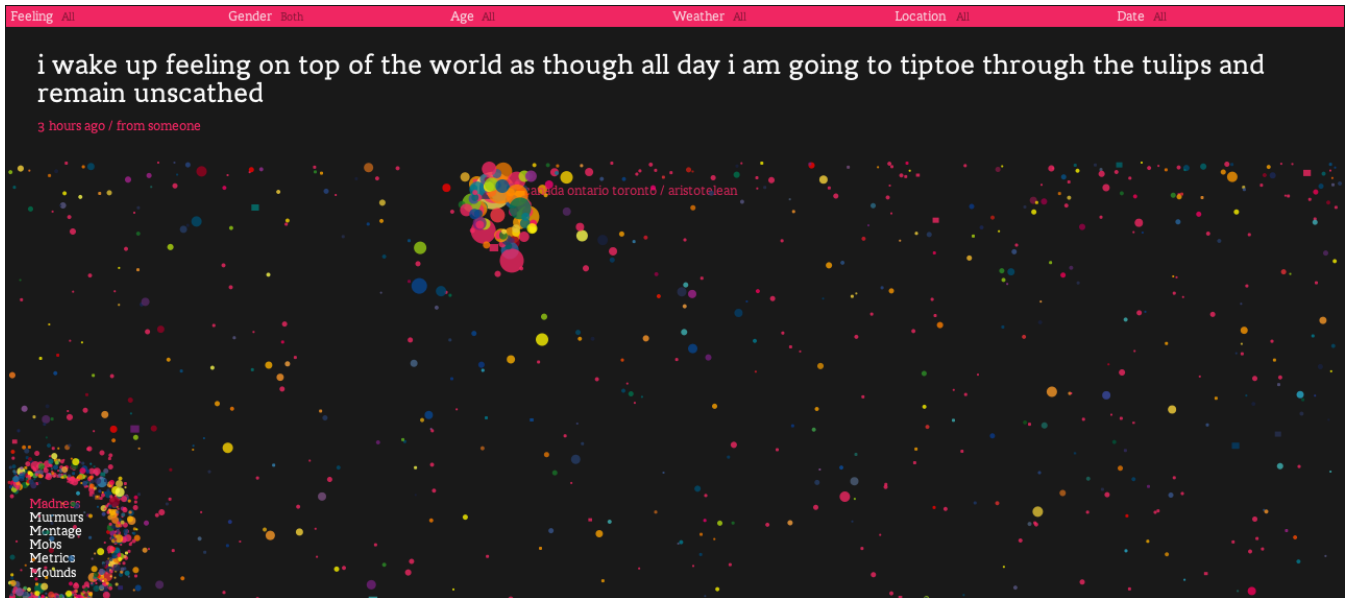 Feeling All Gender Both Age All Weather All Location All Date All
i wake up feeling on top of the world as though all day i am going to tiptoe through the tulips and
remain unscathed
3 hours ago / from someone
ontario toronto / aristotelean
Madness
Murmurs
Montage
Mobs
Metrics
Mounds